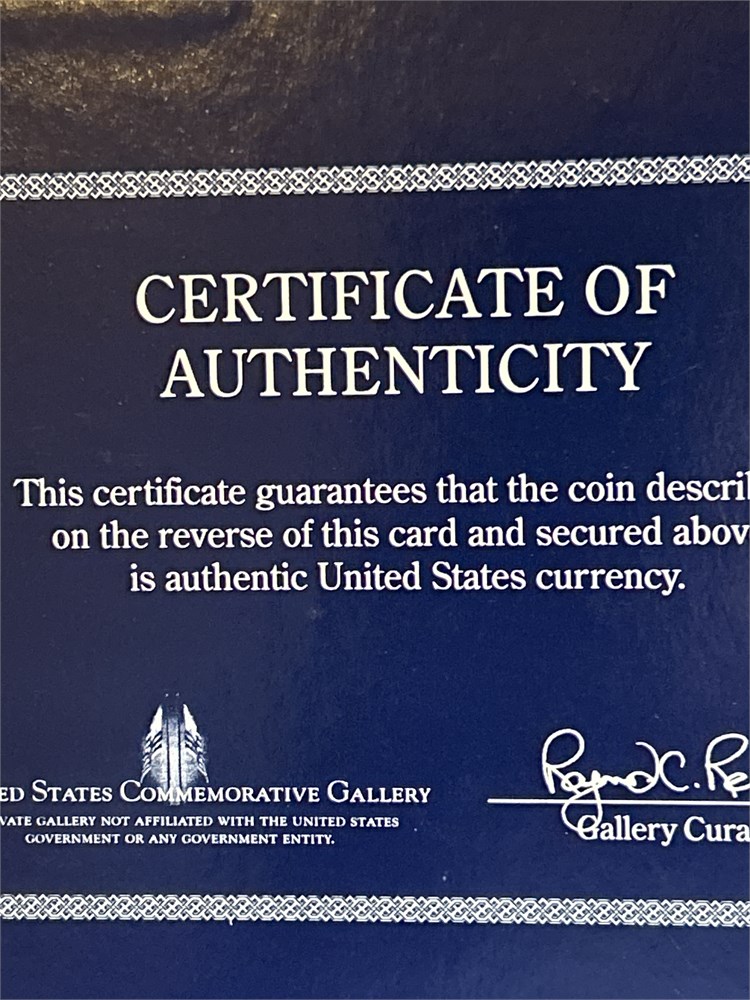 CERTIFICATE OF
AUTHENTICITY
This certificate guarantees that the coin descri
on the reverse of this card and secured abov
is authentic United States currency.
ED STATES COMMEMORATIVE GALLERY
VATE GALLERY NOT AFFILIATED WITH THE UNITED STATES
GOVERNMENT OR ANY GOVERNMENT ENTITY.
Gallery Cura